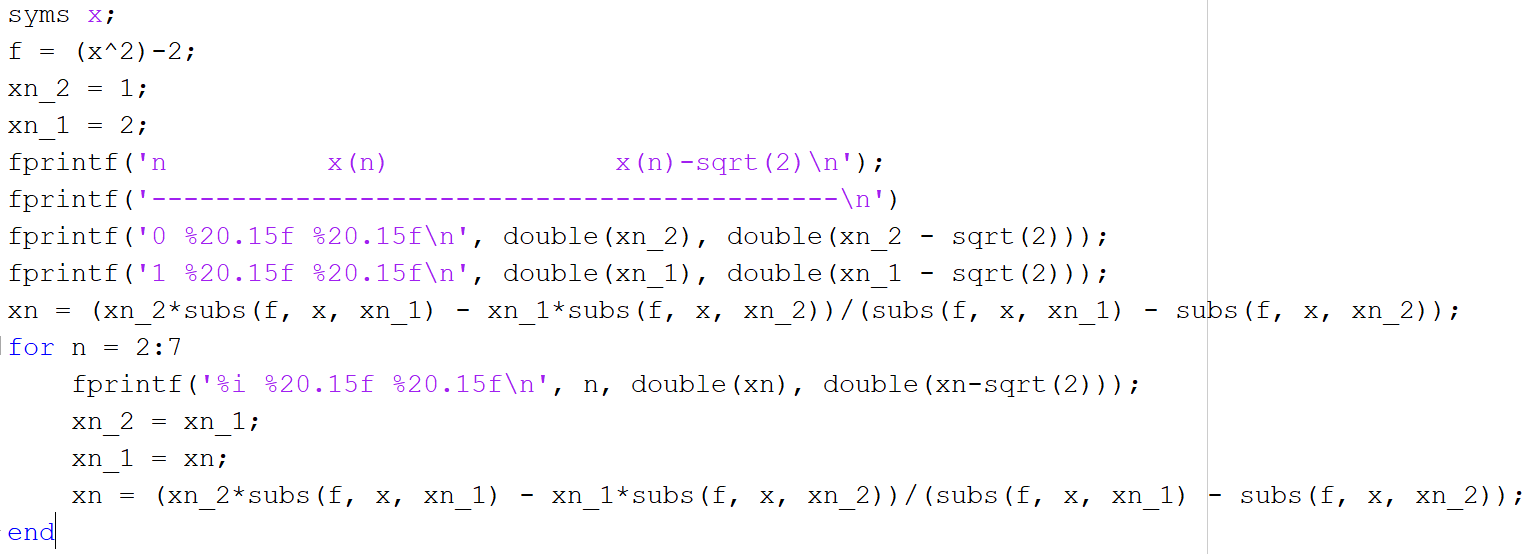 syms x;
f = (x^2)-2;
xn_2 = 1;
xn_1 = 2;
fprintf('n          x(n)              x(n)-sqrt(2)\n');
fprintf('-------------------------------------------\n')
fprintf('0 %20.15f %20.15f\n', double(xn_2), double(xn_2 - sqrt(2)));
fprintf('1 %20.15f %20.15f\n', double(xn_1), double(xn_1 - sqrt(2)));
xn = (xn_2*subs(f, x, xn_1) - xn_1*subs(f, x, xn_2))/(subs(f, x, xn_1) - subs(f, x, xn_2));
for n = 2:7
    fprintf('%i %20.15f %20.15f\n', n, double(xn), double(xn-sqrt(2)));
    xn_2 = xn_1;
    xn_1 = xn;
    xn = (xn_2*subs(f, x, xn_1) - xn_1*subs(f, x, xn_2))/(subs(f, x, xn_1) - subs(f, x, xn_2));
end